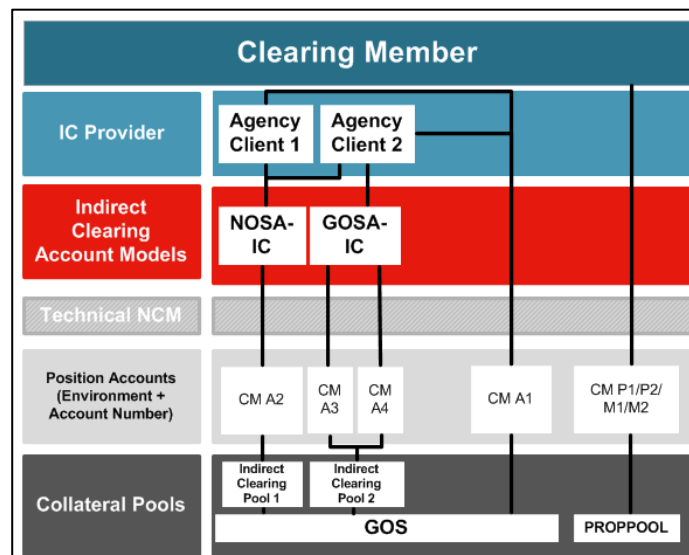 Clearing Member
IC Provider
Agency
Client 1
Agency
Client 2
Indirect
Clearing
Account Models
NOSA-
IC
GOSA-
IC
Technical NCM
Position Accounts
(Environment +
Account Number)
CM A2
CM
A3
CM
A4
CM A1
CM P1/P2/
M1/M2
Collateral Pools
Indirect
Clearing
Pool 1
Indirect
Clearing
Pool 2
GOS
PROPPOOL